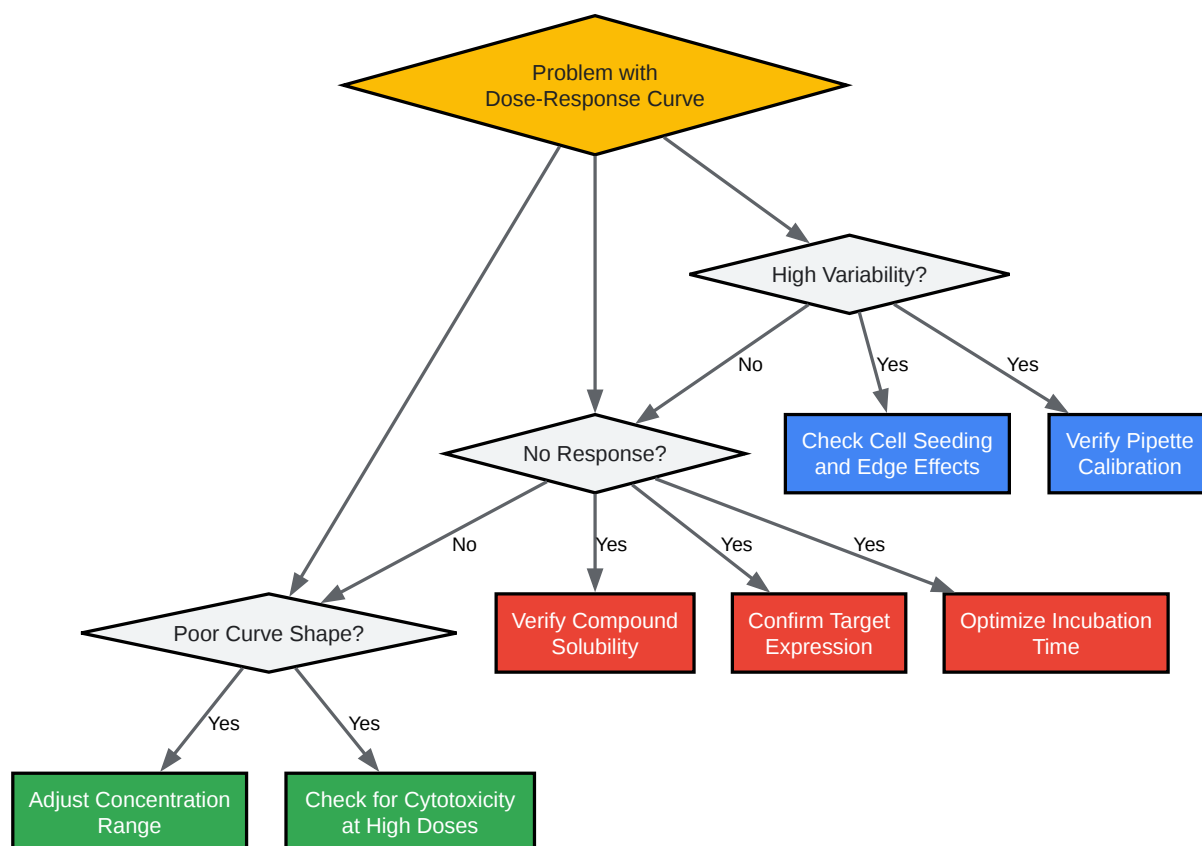 Problem with
Dose-Response Curve
High Variability?
No
Yes
Yes
Check Cell Seeding
and Edge Effects
Verify Pipette
Calibration
No Response?
No
Yes
Yes
Yes
Verify Compound
Solubility
Confirm Target
Expression
Optimize Incubation
Time
Poor Curve Shape?
Yes
Yes
Adjust Concentration
Range
Check for Cytotoxicity
at High Doses